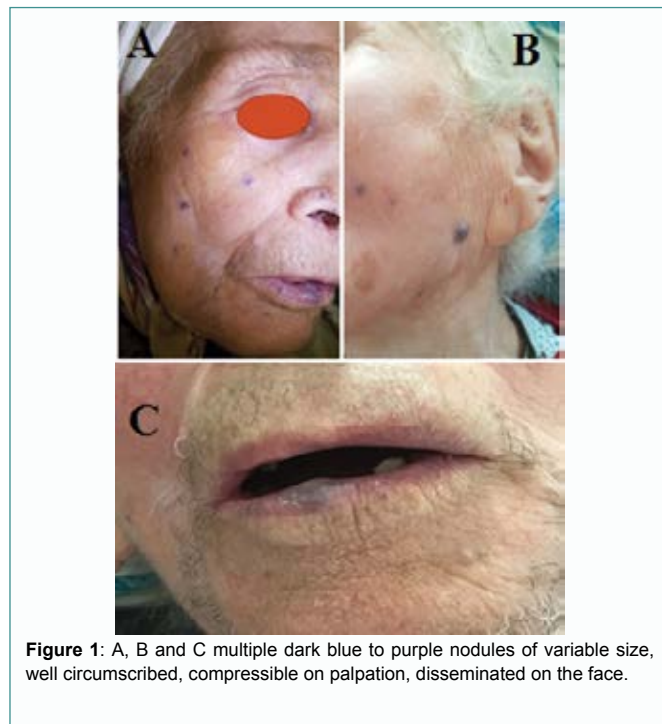 A
B
C
Figure 1: A, B and C multiple dark blue to purple nodules of variable size,
well circumscribed, compressible on palpation, disseminated on the face.